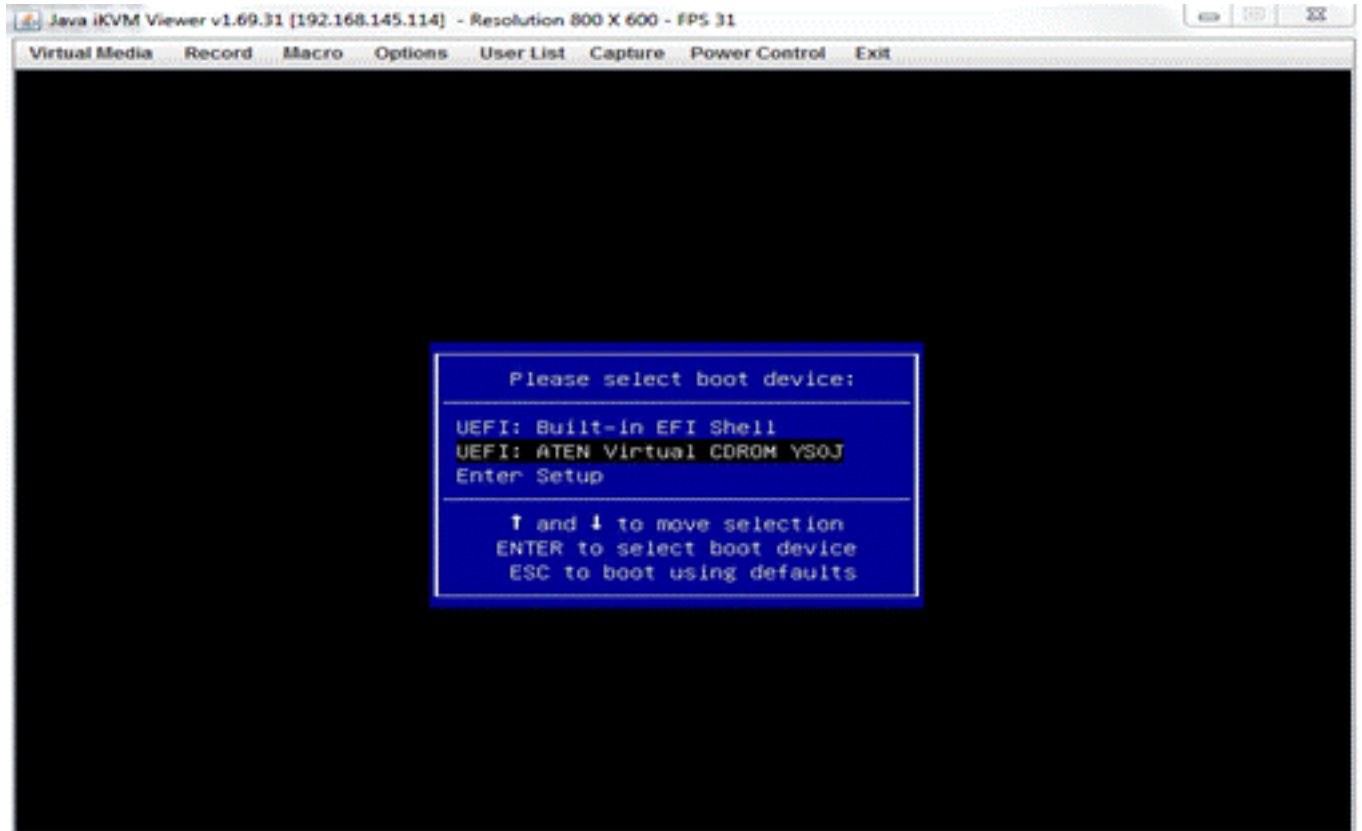 Java iKVM Viewer v1.69.31 [192.168.145.114] - Resolution 800 X 600 - FPS 31
Virtual Media Record Macro Options User List Capture Power Control Exit
Please select boot device:
UEFI: Built-in EFI Shell
UEFI: ATEN Virtual CDROM YS0J
Enter Setup
↑ and ↓ to move selection
ENTER to select boot device
ESC to boot using defaults